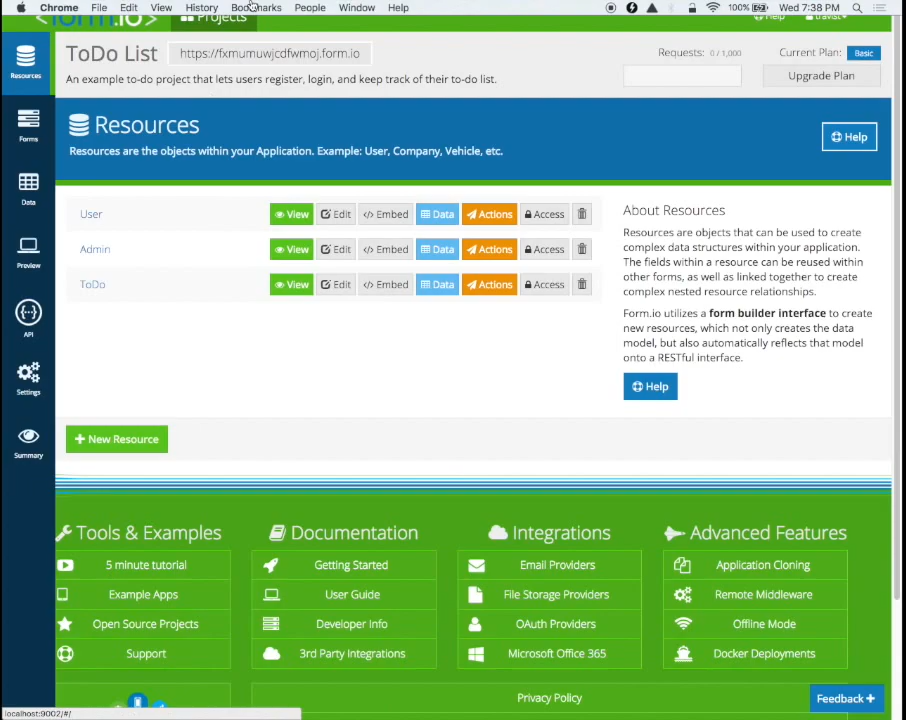 Chrome File Edit View History Bookmarks People Window Help 100% Wed 7:38 PM
<form.io> Projects Help travist
ToDo List https://fxmumuwjcdfwmoj.form.io Requests: 0 / 1,000 Current Plan: Basic
Upgrade Plan
An example to-do project that lets users register, login, and keep track of their to-do list.
Resources
Forms
Data
Preview
API
Settings
Summary
Resources
Resources are the objects within your Application. Example: User, Company, Vehicle, etc.
Help
User View Edit </> Embed Data Actions Access
Admin View Edit </> Embed Data Actions Access
ToDo View Edit </> Embed Data Actions Access
About Resources
Resources are objects that can be used to create
complex data structures within your application.
The fields within a resource can be reused within
other forms, as well as linked together to create
complex nested resource relationships.
Form.io utilizes a form builder interface to create
new resources, which not only creates the data
model, but also automatically reflects that model
onto a RESTful interface.
Help
+ New Resource
Tools & Examples
5 minute tutorial
Example Apps
Open Source Projects
Support
Documentation
Getting Started
User Guide
Developer Info
3rd Party Integrations
Integrations
Email Providers
File Storage Providers
OAuth Providers
Microsoft Office 365
Advanced Features
Application Cloning
Remote Middleware
Offline Mode
Docker Deployments
Privacy Policy
Feedback +
localhost:9002/#/